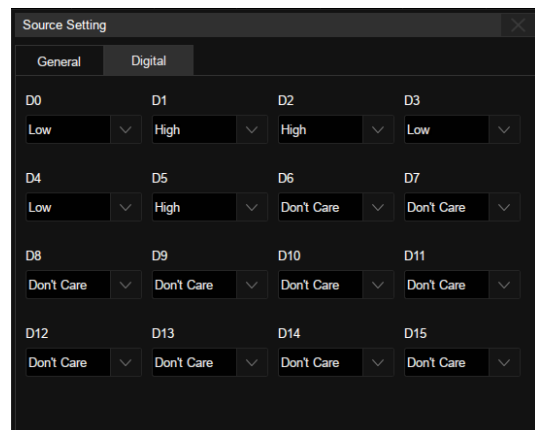 Source Setting
General Digital
D0 D1 D2 D3
Low High High Low
D4 D5 D6 D7
Low High Don't Care Don't Care
D8 D9 D10 D11
Don't Care Don't Care Don't Care Don't Care
D12 D13 D14 D15
Don't Care Don't Care Don't Care Don't Care